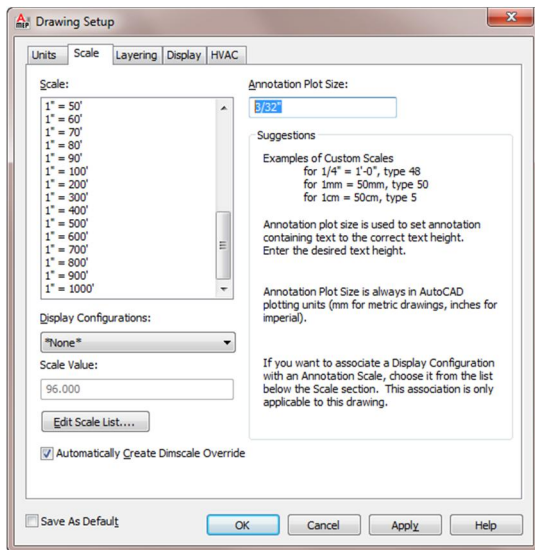 Drawing Setup
Units Scale Layering Display HVAC
Scale:
1" = 50'
1" = 60'
1" = 70'
1" = 80'
1" = 90'
1" = 100'
1" = 200'
1" = 300'
1" = 400'
1" = 500'
1" = 600'
1" = 700'
1" = 800'
1" = 900'
1" = 1000'
Display Configurations:
*None*
Scale Value:
96.000
Edit Scale List....
Automatically Create Dimscale Override
Annotation Plot Size:
3/32"
Suggestions
Examples of Custom Scales
for 1/4" = 1'-0", type 48
for 1mm = 50mm, type 50
for 1cm = 50cm, type 5
Annotation plot size is used to set annotation
containing text to the correct text height.
Enter the desired text height.
Annotation Plot Size is always in AutoCAD
plotting units (mm for metric drawings, inches for
imperial).
If you want to associate a Display Configuration
with an Annotation Scale, choose it from the list
below the Scale section. This association is only
applicable to this drawing.
Save As Default
OK Cancel Apply Help